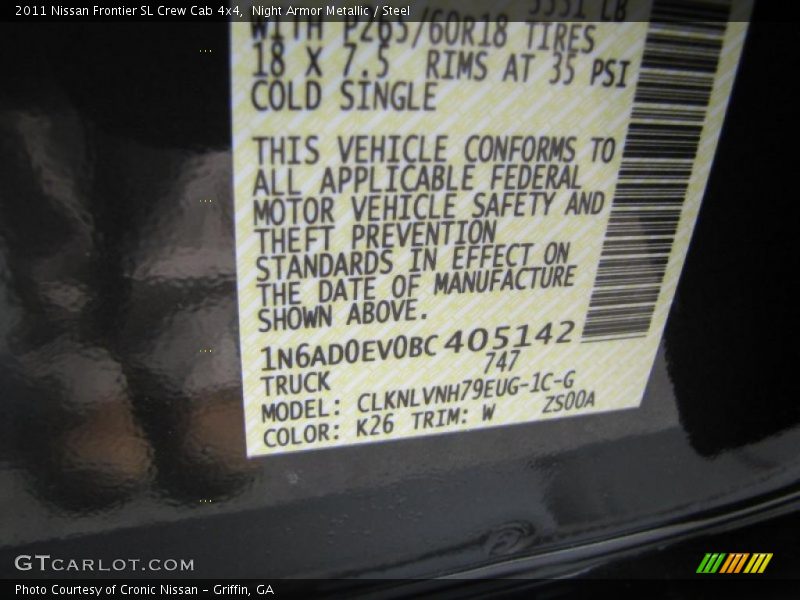 2011 Nissan Frontier SL Crew Cab 4x4, Night Armor Metallic / Steel
5551 LB
WITH P265/60R18 TIRES
18 X 7.5 RIMS AT 35 PSI
COLD SINGLE
THIS VEHICLE CONFORMS TO
ALL APPLICABLE FEDERAL
MOTOR VEHICLE SAFETY AND
THEFT PREVENTION
STANDARDS IN EFFECT ON
THE DATE OF MANUFACTURE
SHOWN ABOVE.
1N6AD0EV0BC405142
TRUCK 747
MODEL: CLKNLVNH79EUG-1C-G
COLOR: K26 TRIM: W ZS00A
GTCARLOT.COM
Photo Courtesy of Cronic Nissan – Griffin, GA